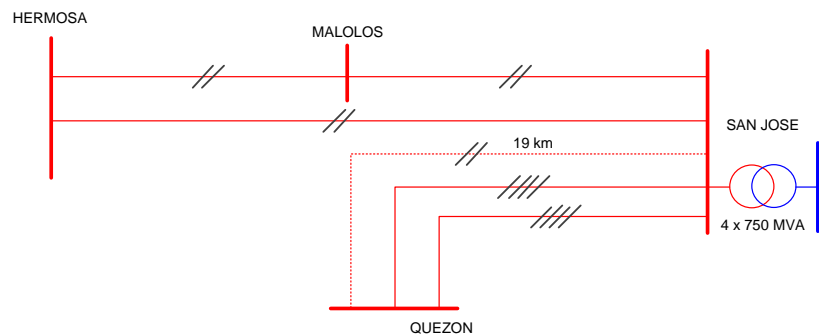 HERMOSA
MALOLOS
SAN JOSE
19 km
4 x 750 MVA
QUEZON